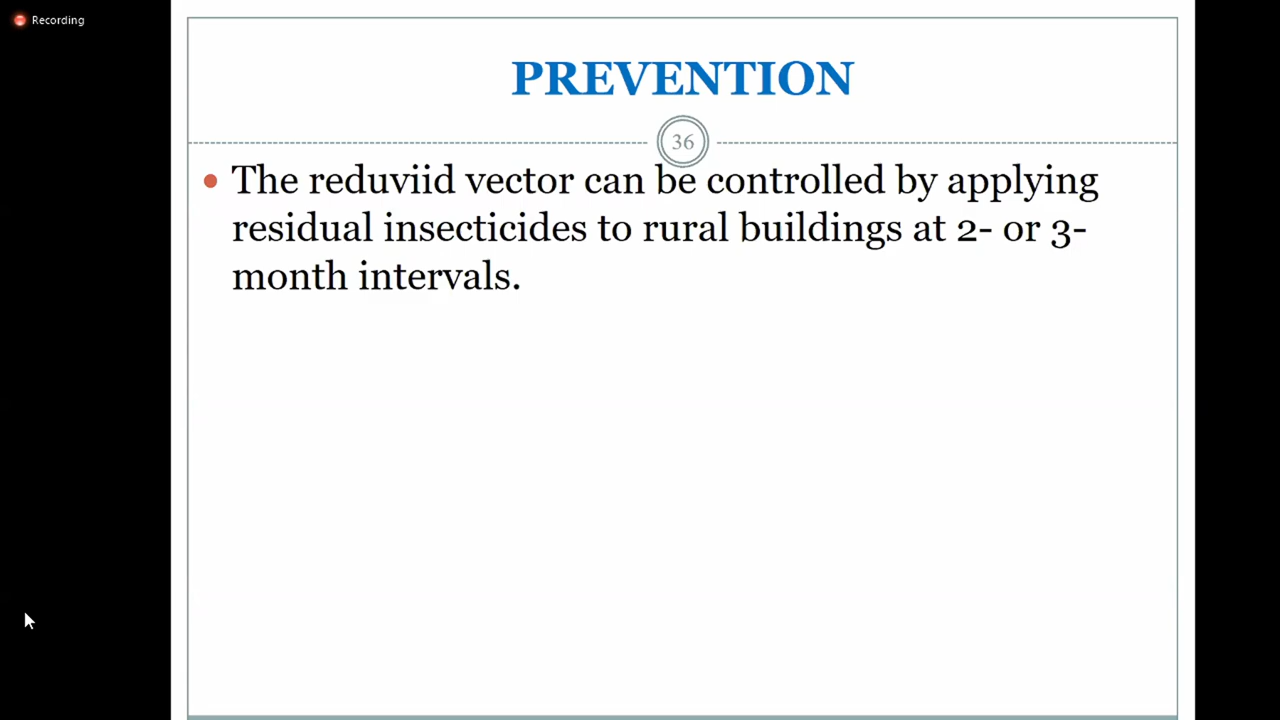 Recording
PREVENTION
36
• The reduviid vector can be controlled by applying
residual insecticides to rural buildings at 2- or 3-
month intervals.